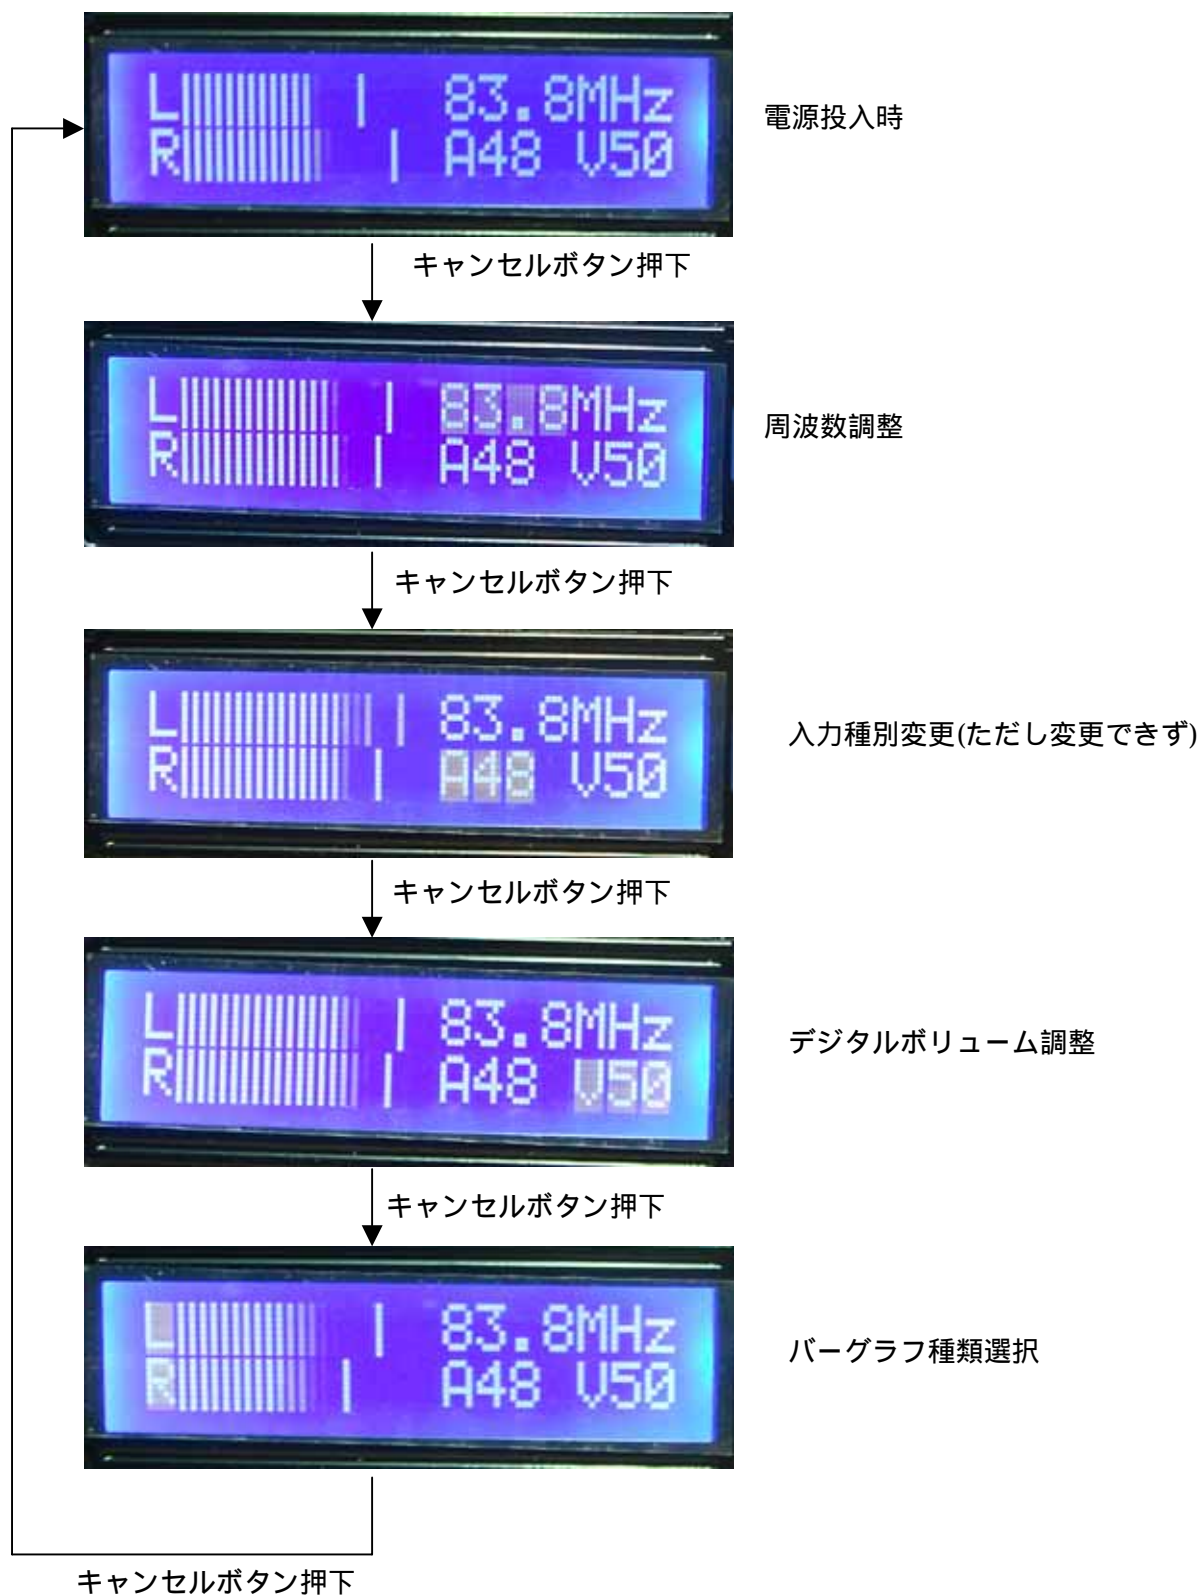 L 83.8MHz
R A48 V50
電源投入時
キャンセルボタン押下
L 83.8MHz
R A48 V50
周波数調整
キャンセルボタン押下
L 83.8MHz
R A48 V50
入力種別変更(ただし変更できず)
キャンセルボタン押下
L 83.8MHz
R A48 V50
デジタルボリューム調整
キャンセルボタン押下
L 83.8MHz
R A48 V50
バーグラフ種類選択
キャンセルボタン押下